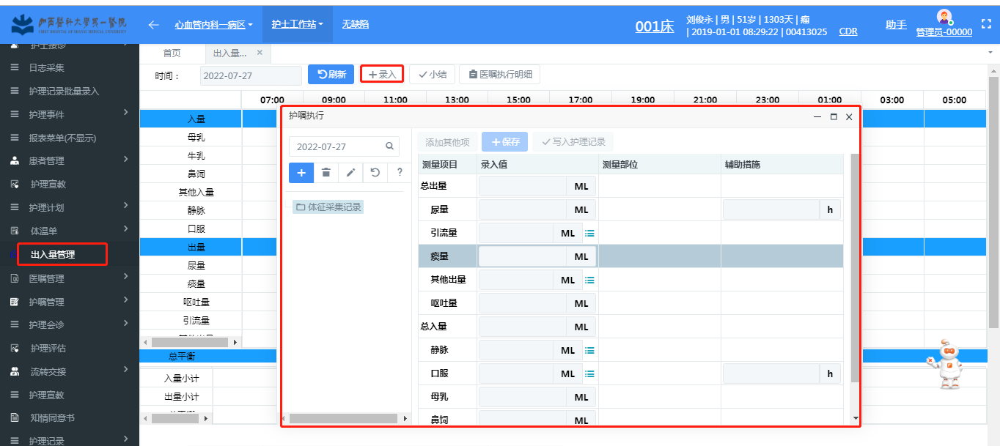 山西医科大学第一医院
FIRST HOSPITAL OF SHANXI MEDICAL UNIVERSITY
心血管内科一病区
护士工作站
无缺陷
001床
刘俊永 | 男 | 51岁 | 1303天 | 瘤
| 2019-01-01 08:29:22 | 00413025
CDR
助手
管理员-00000
护士接诊
日志采集
护理记录批量录入
护理事件
报表菜单(不显示)
患者管理
护理宣教
护理计划
体温单
出入量管理
医嘱管理
护嘱管理
护理会诊
护理评估
流转交接
护理宣教
知情同意书
护理记录
首页
出入量...
时间：
2022-07-27
刷新
录入
小结
医嘱执行明细
07:00 09:00 11:00 13:00 15:00 17:00 19:00 21:00 23:00 01:00 03:00 05:00
入量
母乳
牛乳
鼻饲
其他入量
静脉
口服
出量
尿量
痰量
呕吐量
引流量
其他出量
总平衡
入量小计
出量小计
总平衡
护嘱执行
2022-07-27
体征采集记录
添加其他项
保存
写入护理记录
测量项目 录入值 测量部位 辅助措施
总出量 ML
尿量 ML h
引流量 ML
痰量 ML
其他出量 ML
呕吐量 ML
总入量 ML
静脉 ML
口服 ML h
母乳 ML
鼻饲 ML